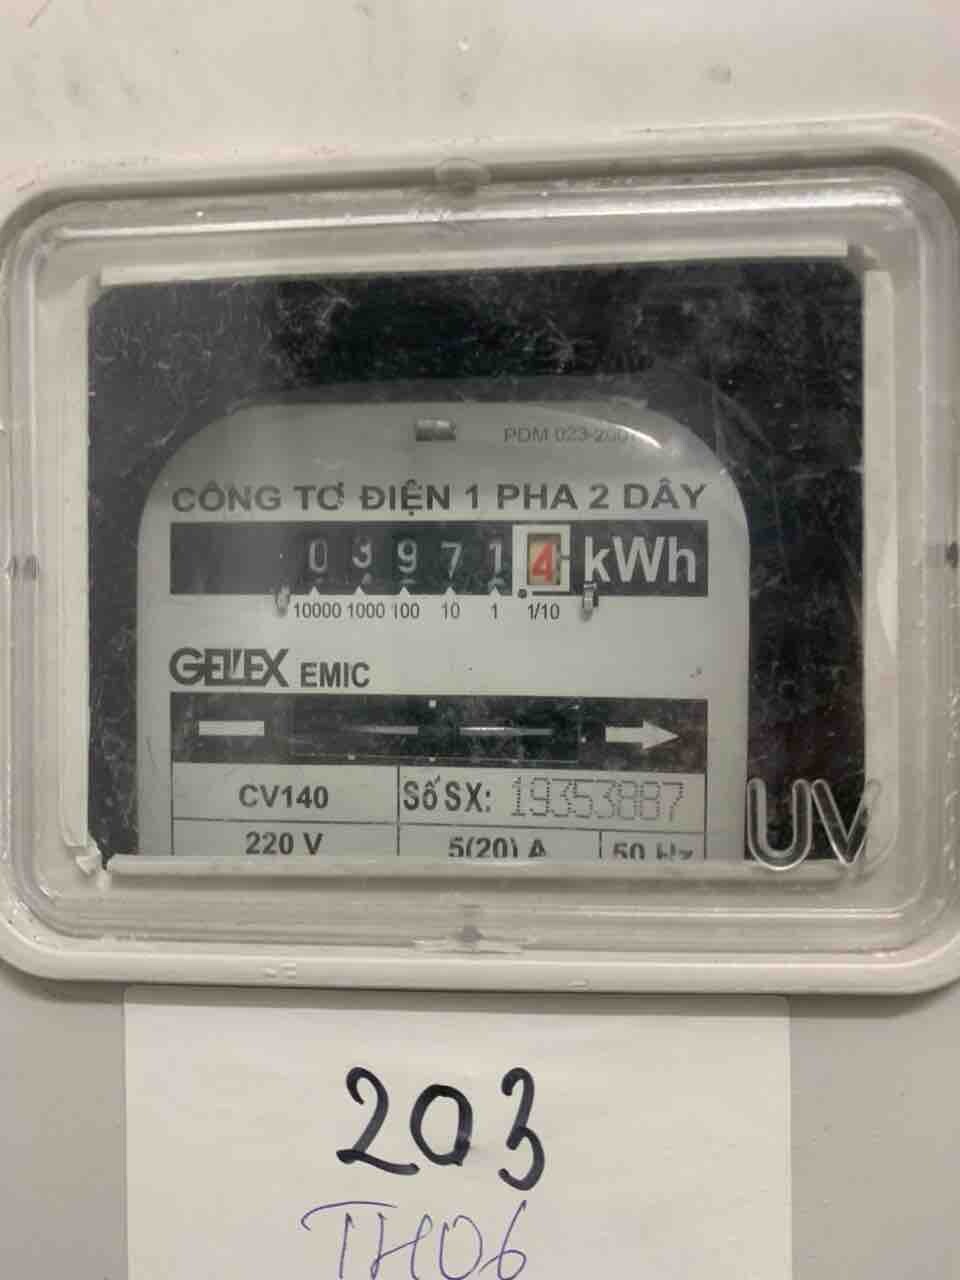 PDM 023-2007
CÔNG TƠ ĐIỆN 1 PHA 2 DÂY
0 3 9 7 1 4 kWh
10000 1000 100 10 1 1/10
GELEX EMIC
CV140 Số SX: 19353887
220 V 5(20) A 50 Hz
UV
203
TH06